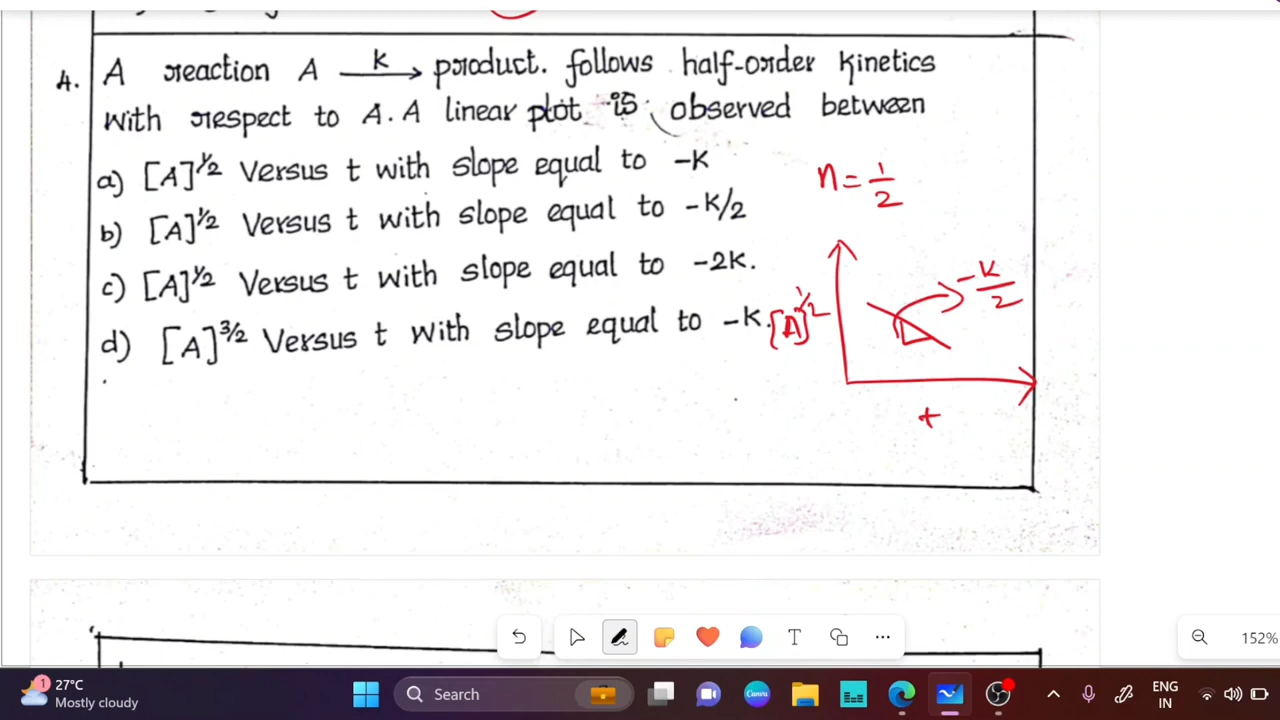 4. A reaction A k→ product. follows half-order kinetics
with respect to A. A linear plot is observed between
a) [A]^1/2 Versus t with slope equal to -K
b) [A]^1/2 Versus t with slope equal to -K/2
c) [A]^1/2 Versus t with slope equal to -2K.
d) [A]^3/2 Versus t with slope equal to -K.
n = 1/2
-K/2
[A]^1/2
t
152%
1
27°C
Mostly cloudy
Search
Canva
ENG
IN